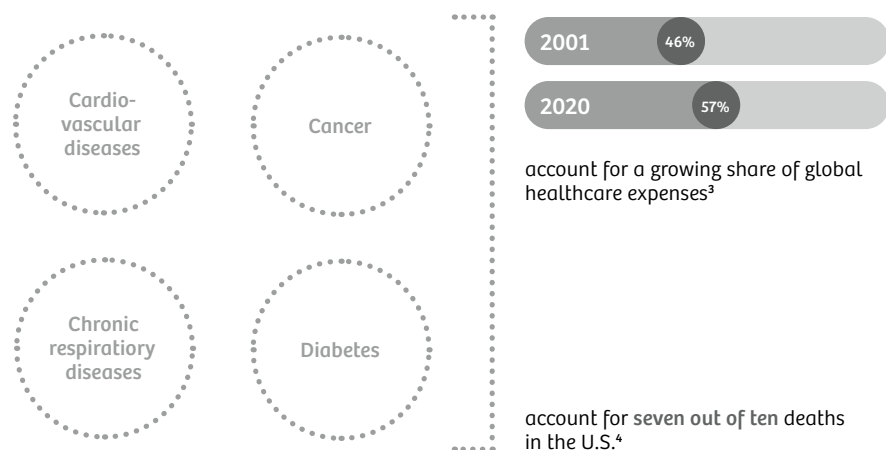 Cardio-
vascular
diseases
Cancer
Chronic
respiratiory
diseases
Diabetes
2001 46%
2020 57%
account for a growing share of global
healthcare expenses³
account for seven out of ten deaths
in the U.S.⁴